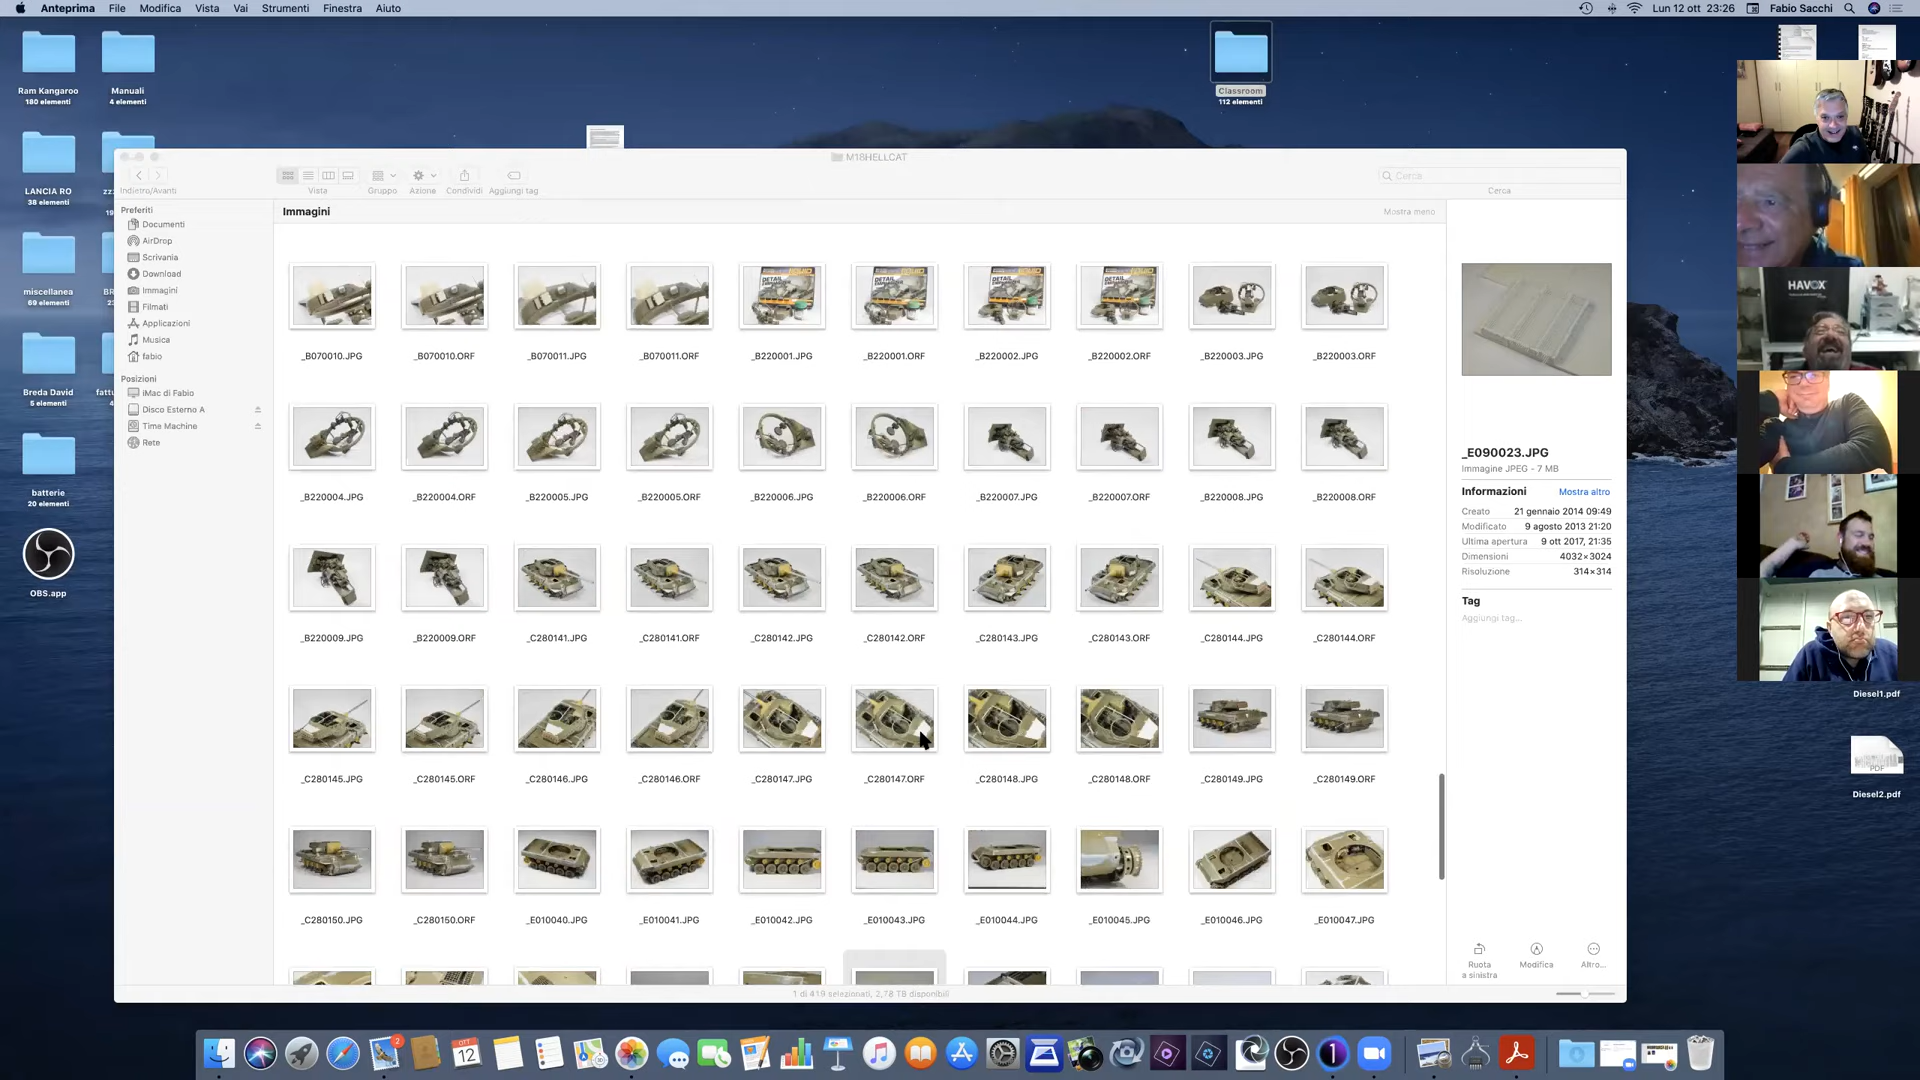 Anteprima File Modifica Vista Vai Strumenti Finestra Aiuto
Lun 12 ott 23:26 Fabio Sacchi
Ram Kangaroo
180 elementi
Manuali
4 elementi
Classroom
112 elementi
LANCIA RO
38 elementi
miscellanea
69 elementi
Breda David
5 elementi
batterie
20 elementi
OBS.app
M18HELLCAT
Indietro/Avanti
Vista
Gruppo
Azione
Condividi
Aggiungi tag
Cerca
Cerca
Preferiti
Documenti
AirDrop
Scrivania
Download
Immagini
Filmati
Applicazioni
Musica
fabio
Posizioni
iMac di Fabio
Disco Esterno A
Time Machine
Rete
Immagini
Mostra meno
DETAIL
_B070010.JPG _B070010.ORF _B070011.JPG _B070011.ORF _B220001.JPG _B220001.ORF _B220002.JPG _B220002.ORF _B220003.JPG _B220003.ORF
_B220004.JPG _B220004.ORF _B220005.JPG _B220005.ORF _B220006.JPG _B220006.ORF _B220007.JPG _B220007.ORF _B220008.JPG _B220008.ORF
_B220009.JPG _B220009.ORF _C280141.JPG _C280141.ORF _C280142.JPG _C280142.ORF _C280143.JPG _C280143.ORF _C280144.JPG _C280144.ORF
_C280145.JPG _C280145.ORF _C280146.JPG _C280146.ORF _C280147.JPG _C280147.ORF _C280148.JPG _C280148.ORF _C280149.JPG _C280149.ORF
_C280150.JPG _C280150.ORF _E010040.JPG _E010041.JPG _E010042.JPG _E010043.JPG _E010044.JPG _E010045.JPG _E010046.JPG _E010047.JPG
1 di 419 selezionati, 2,78 TB disponibili
_E090023.JPG
Immagine JPEG - 7 MB
Informazioni Mostra altro
Creato 21 gennaio 2014 09:49
Modificato 9 agosto 2013 21:20
Ultima apertura 9 ott 2017, 21:35
Dimensioni 4032×3024
Risoluzione 314×314
Tag
Aggiungi tag...
Ruota
a sinistra
Modifica
Altro...
HAVOX
Diesel1.pdf
PDF
Diesel2.pdf
OTT
12
2
1